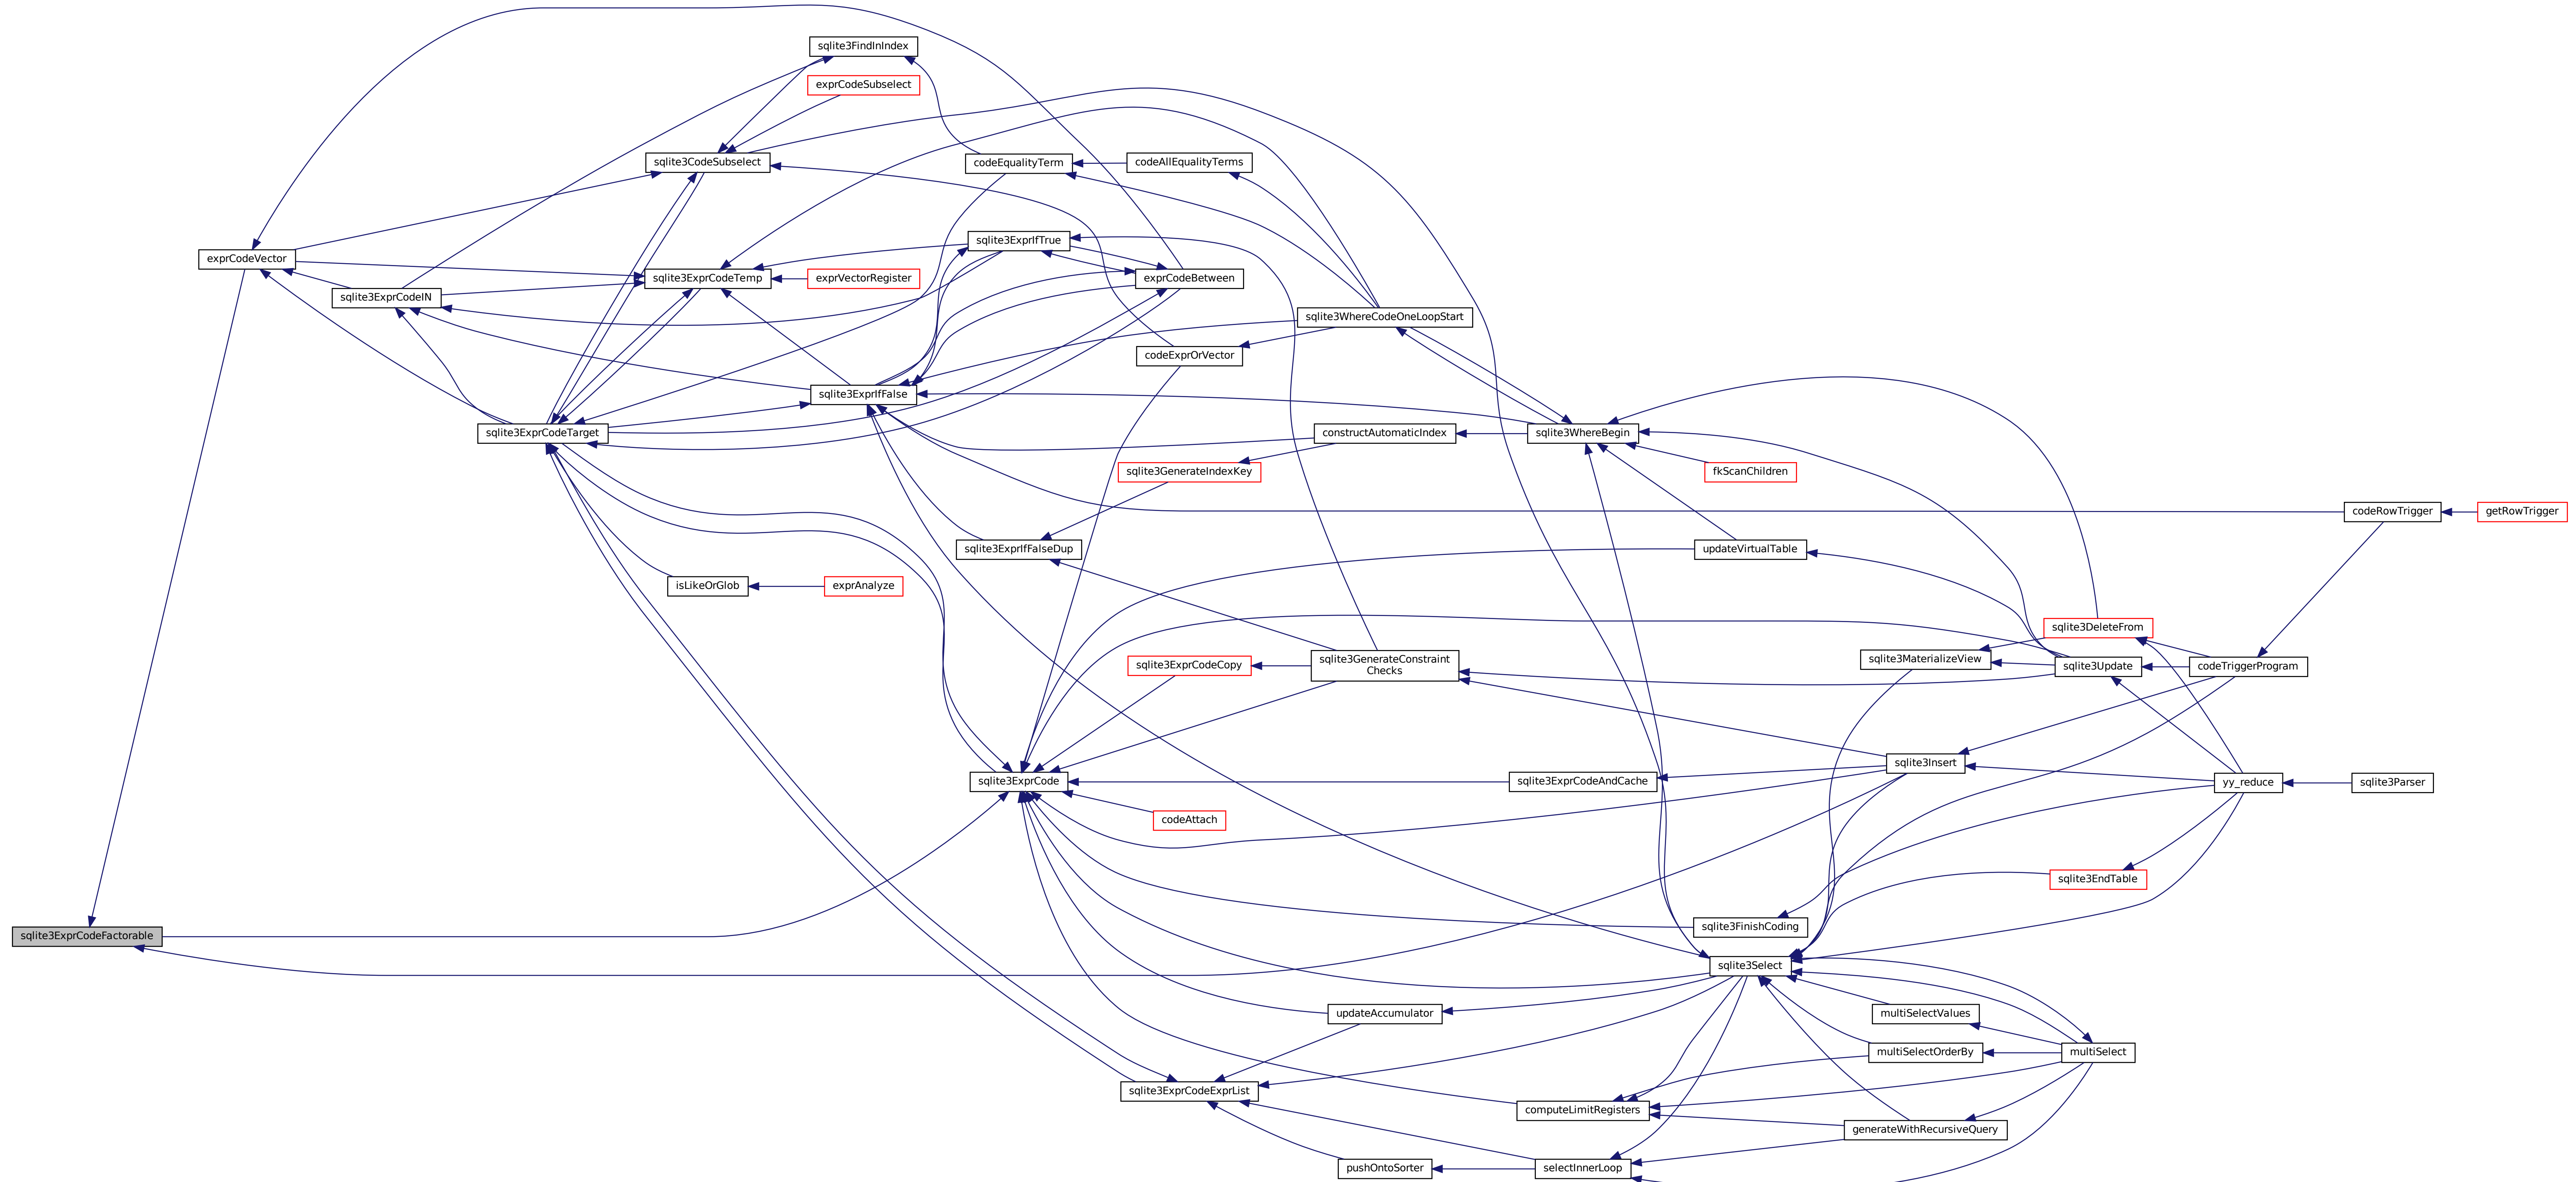 sqlite3FindInIndex
exprCodeSubselect
sqlite3CodeSubselect
codeEqualityTerm
codeAllEqualityTerms
sqlite3ExprIfTrue
exprCodeVector
sqlite3ExprCodeTemp
exprVectorRegister
exprCodeBetween
sqlite3ExprCodeIN
sqlite3WhereCodeOneLoopStart
codeExprOrVector
sqlite3ExprIfFalse
sqlite3ExprCodeTarget
constructAutomaticIndex
sqlite3WhereBegin
sqlite3GenerateIndexKey
fkScanChildren
codeRowTrigger
getRowTrigger
sqlite3ExprIfFalseDup
updateVirtualTable
isLikeOrGlob
exprAnalyze
sqlite3DeleteFrom
sqlite3ExprCodeCopy
sqlite3GenerateConstraint
Checks
sqlite3MaterializeView
sqlite3Update
codeTriggerProgram
sqlite3Insert
sqlite3ExprCode
sqlite3ExprCodeAndCache
yy_reduce
sqlite3Parser
codeAttach
sqlite3EndTable
sqlite3FinishCoding
sqlite3ExprCodeFactorable
sqlite3Select
updateAccumulator
multiSelectValues
multiSelectOrderBy
multiSelect
sqlite3ExprCodeExprList
computeLimitRegisters
generateWithRecursiveQuery
pushOntoSorter
selectInnerLoop